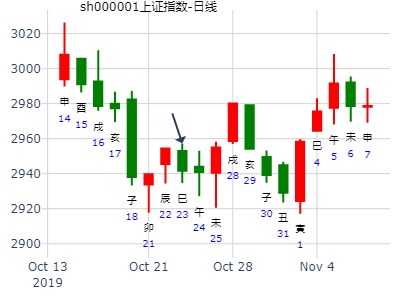 sh000001上证指数-日线
3020
3000
2980
2960
2940
2920
2900
申
14
酉
15
戌
16
亥
17
子
18
卯
21
辰
22
巳
23
午
24
未
25
戌
28
亥
29
子
30
丑
31
寅
1
巳
4
午
5
未
6
申
7
Oct 13
2019
Oct 21
Oct 28
Nov 4